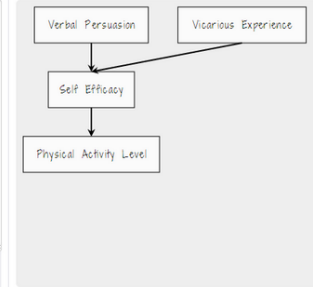 Verbal Persuasion
Vicarious Experience
Self Efficacy
Physical Activity Level